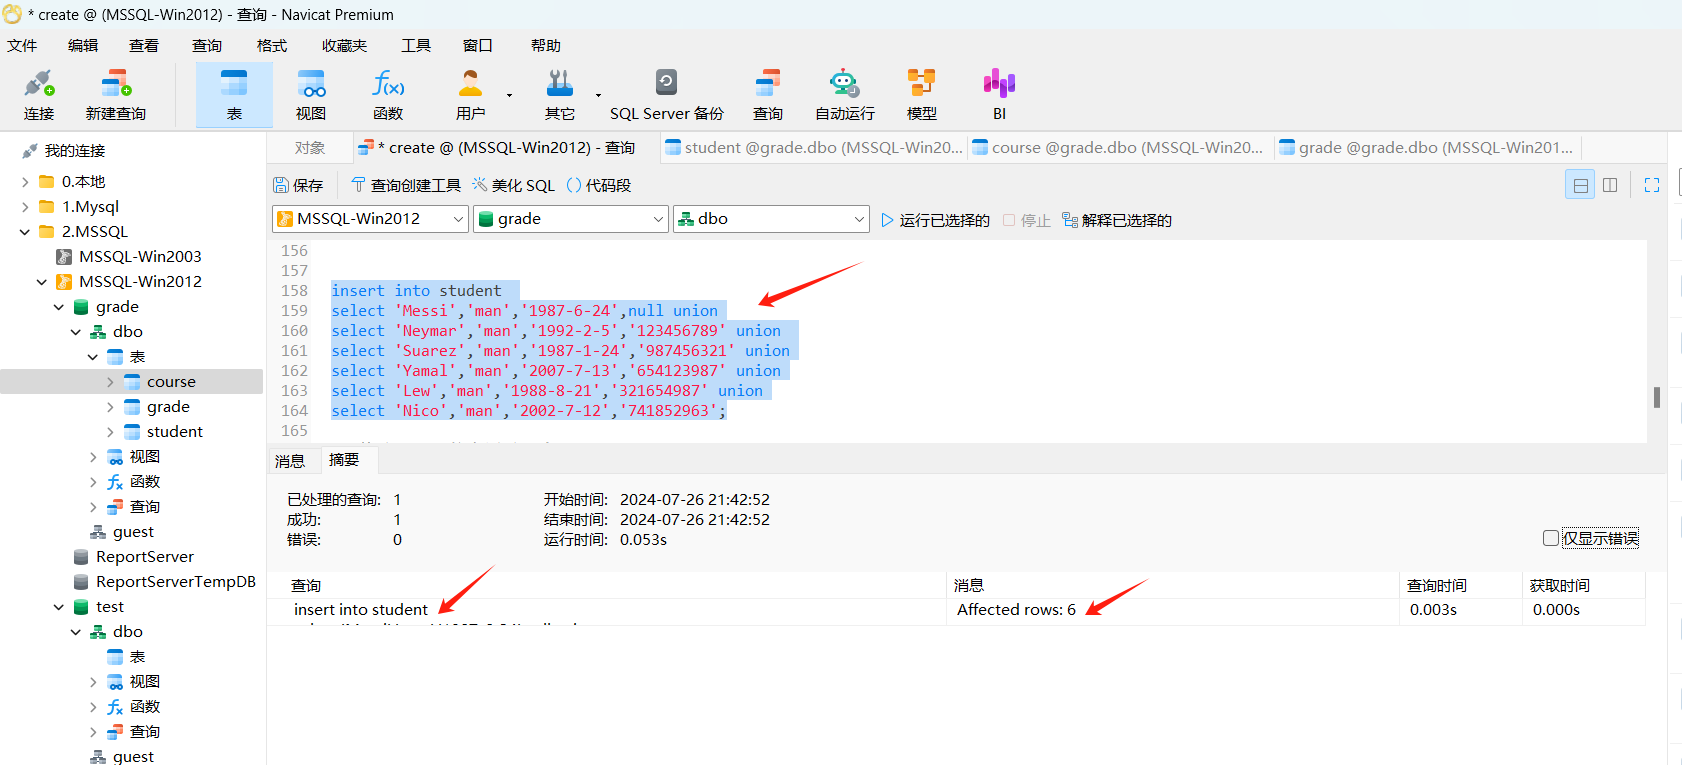 * create @ (MSSQL-Win2012) - 查询 - Navicat Premium
文件 编辑 查看 查询 格式 收藏夹 工具 窗口 帮助
连接 新建查询 表 视图 函数 用户 其它 SQL Server 备份 查询 自动运行 模型 BI
我的连接
0.本地
1.Mysql
2.MSSQL
MSSQL-Win2003
MSSQL-Win2012
grade
dbo
表
course
grade
student
视图
函数
查询
guest
ReportServer
ReportServerTempDB
test
dbo
表
视图
函数
查询
guest
对象 * create @ (MSSQL-Win2012) - 查询 student @grade.dbo (MSSQL-Win20... course @grade.dbo (MSSQL-Win20... grade @grade.dbo (MSSQL-Win201...
保存 查询创建工具 美化 SQL () 代码段
MSSQL-Win2012 grade dbo 运行已选择的 停止 解释已选择的
156
157
158 insert into student
159 select 'Messi','man','1987-6-24',null union
160 select 'Neymar','man','1992-2-5','123456789' union
161 select 'Suarez','man','1987-1-24','987456321' union
162 select 'Yamal','man','2007-7-13','654123987' union
163 select 'Lew','man','1988-8-21','321654987' union
164 select 'Nico','man','2002-7-12','741852963';
165
消息 摘要
已处理的查询: 1 开始时间: 2024-07-26 21:42:52
成功: 1 结束时间: 2024-07-26 21:42:52
错误: 0 运行时间: 0.053s
仅显示错误
查询 消息 查询时间 获取时间
insert into student Affected rows: 6 0.003s 0.000s